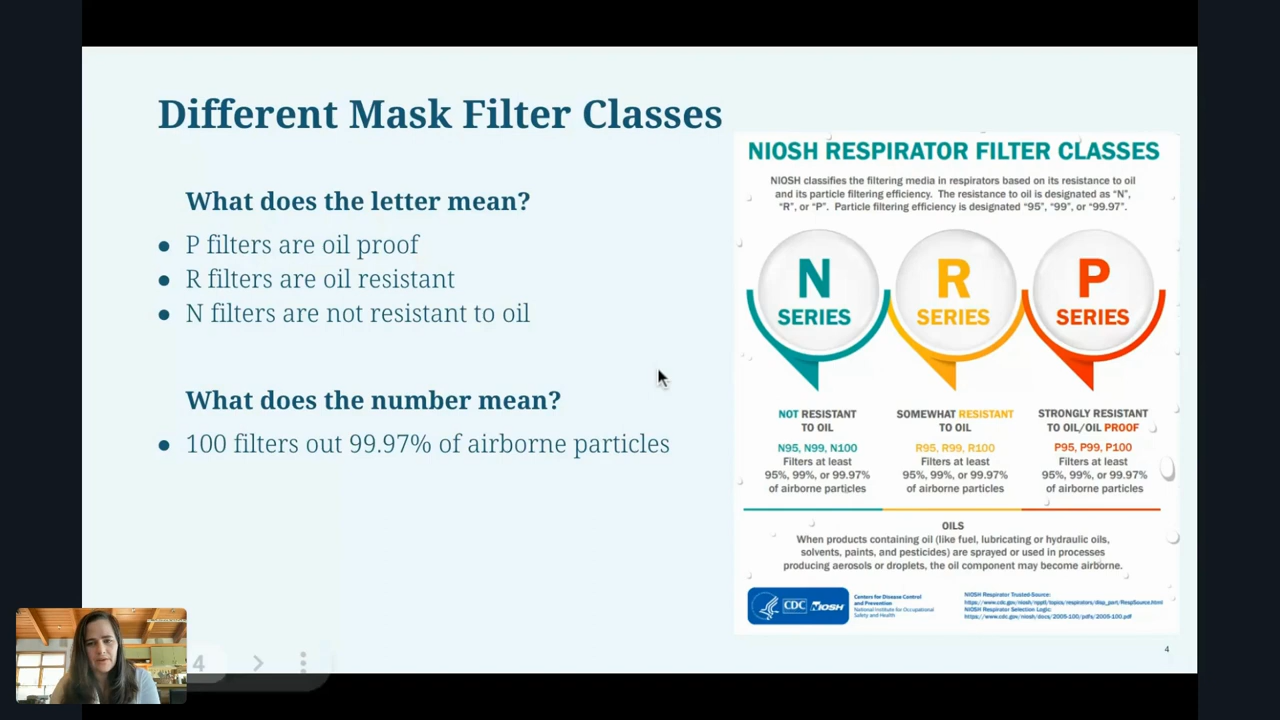 Different Mask Filter Classes
What does the letter mean?
● P filters are oil proof
● R filters are oil resistant
● N filters are not resistant to oil
What does the number mean?
● 100 filters out 99.97% of airborne particles
NIOSH RESPIRATOR FILTER CLASSES
NIOSH classifies the filtering media in respirators based on its resistance to oil
and its particle filtering efficiency. The resistance to oil is designated as “N”,
“R”, or “P”. Particle filtering efficiency is designated “95”, “99”, or “99.97”.
N
SERIES
R
SERIES
P
SERIES
NOT RESISTANT
TO OIL
N95, N99, N100
Filters at least
95%, 99%, or 99.97%
of airborne particles
SOMEWHAT RESISTANT
TO OIL
R95, R99, R100
Filters at least
95%, 99%, or 99.97%
of airborne particles
STRONGLY RESISTANT
TO OIL/OIL PROOF
P95, P99, P100
Filters at least
95%, 99%, or 99.97%
of airborne particles
OILS
When products containing oil (like fuel, lubricating or hydraulic oils,
solvents, paints, and pesticides) are sprayed or used in processes
producing aerosols or droplets, the oil component may become airborne.
CDC NIOSH
Centers for Disease Control
and Prevention
National Institute for Occupational
Safety and Health
NIOSH Respirator Trusted-Source:
https://www.cdc.gov/niosh/npptl/topics/respirators/disp_part/RespSource.html
NIOSH Respirator Selection Logic:
https://www.cdc.gov/niosh/docs/2005-100/pdfs/2005-100.pdf
4
4